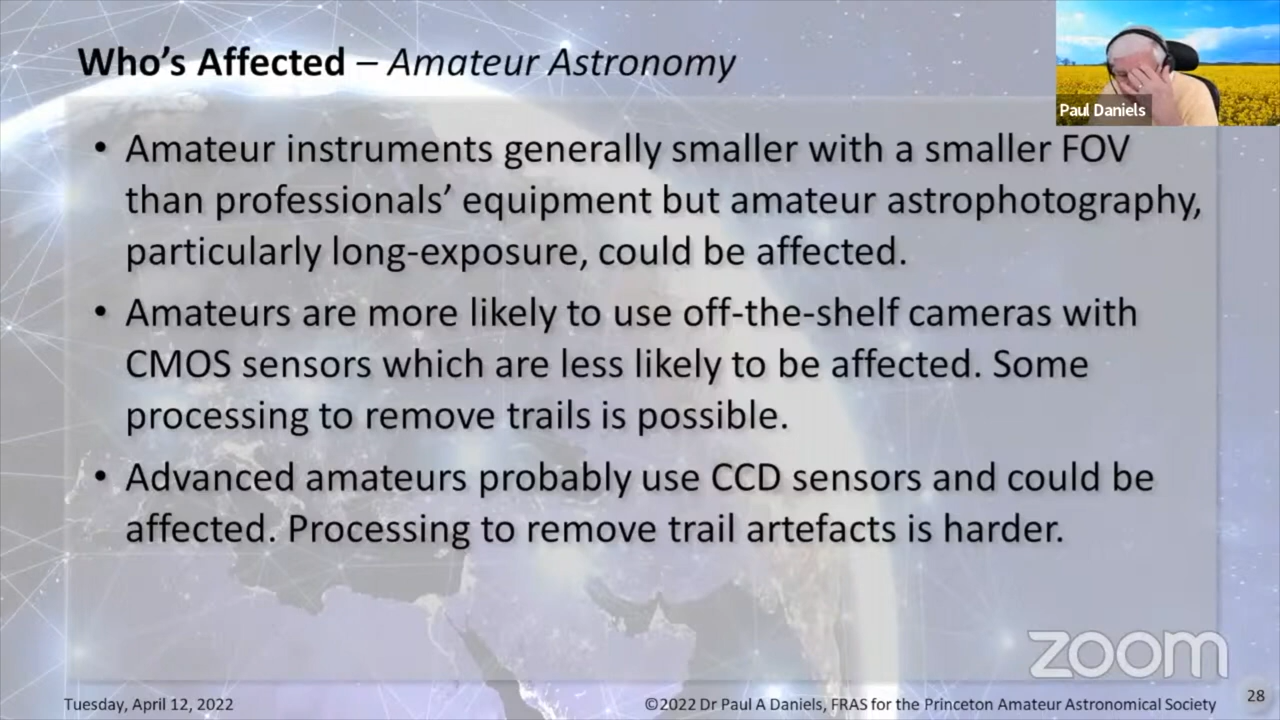 Who's Affected – Amateur Astronomy
Paul Daniels
• Amateur instruments generally smaller with a smaller FOV
than professionals' equipment but amateur astrophotography,
particularly long-exposure, could be affected.
• Amateurs are more likely to use off-the-shelf cameras with
CMOS sensors which are less likely to be affected. Some
processing to remove trails is possible.
• Advanced amateurs probably use CCD sensors and could be
affected. Processing to remove trail artefacts is harder.
zoom
Tuesday, April 12, 2022
©2022 Dr Paul A Daniels, FRAS for the Princeton Amateur Astronomical Society
28